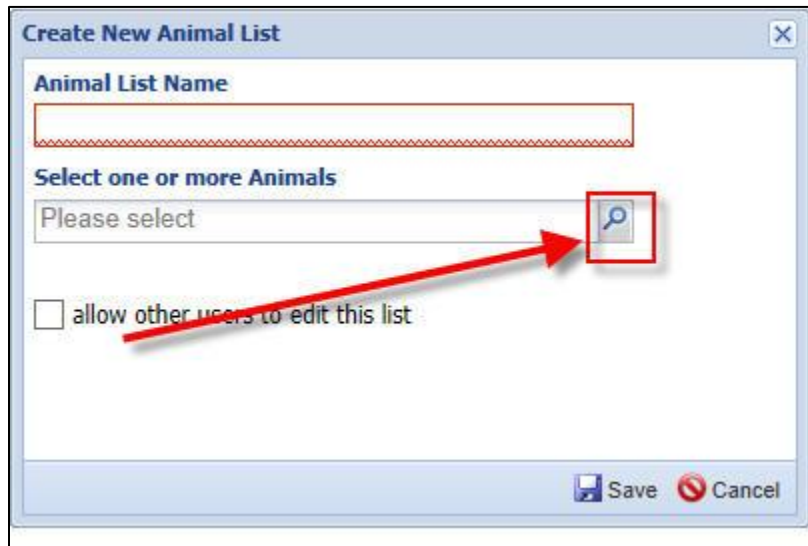 Create New Animal List
Animal List Name
Select one or more Animals
Please select
allow other users to edit this list
Save Cancel